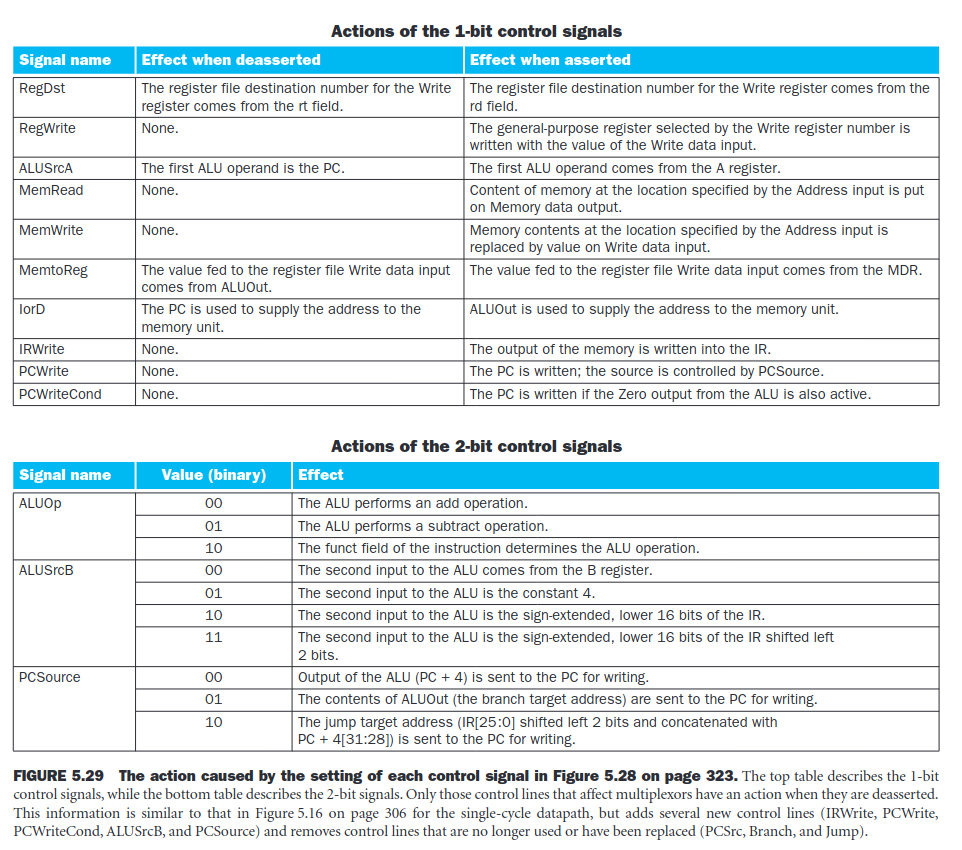 Actions of the 1-bit control signals
Signal name Effect when deasserted Effect when asserted
RegDst The register file destination number for the Write The register file destination number for the Write register comes from the
register comes from the rt field. rd field.
RegWrite None. The general-purpose register selected by the Write register number is
written with the value of the Write data input.
ALUSrcA The first ALU operand is the PC. The first ALU operand comes from the A register.
MemRead None. Content of memory at the location specified by the Address input is put
on Memory data output.
MemWrite None. Memory contents at the location specified by the Address input is
replaced by value on Write data input.
MemtoReg The value fed to the register file Write data input The value fed to the register file Write data input comes from the MDR.
comes from ALUOut.
IorD The PC is used to supply the address to the ALUOut is used to supply the address to the memory unit.
memory unit.
IRWrite None. The output of the memory is written into the IR.
PCWrite None. The PC is written; the source is controlled by PCSource.
PCWriteCond None. The PC is written if the Zero output from the ALU is also active.
Actions of the 2-bit control signals
Signal name Value (binary) Effect
ALUOp 00 The ALU performs an add operation.
01 The ALU performs a subtract operation.
10 The funct field of the instruction determines the ALU operation.
ALUSrcB 00 The second input to the ALU comes from the B register.
01 The second input to the ALU is the constant 4.
10 The second input to the ALU is the sign-extended, lower 16 bits of the IR.
11 The second input to the ALU is the sign-extended, lower 16 bits of the IR shifted left
2 bits.
PCSource 00 Output of the ALU (PC + 4) is sent to the PC for writing.
01 The contents of ALUOut (the branch target address) are sent to the PC for writing.
10 The jump target address (IR[25:0] shifted left 2 bits and concatenated with
PC + 4[31:28]) is sent to the PC for writing.
FIGURE 5.29 The action caused by the setting of each control signal in Figure 5.28 on page 323. The top table describes the 1-bit
control signals, while the bottom table describes the 2-bit signals. Only those control lines that affect multiplexors have an action when they are deasserted.
This information is similar to that in Figure 5.16 on page 306 for the single-cycle datapath, but adds several new control lines (IRWrite, PCWrite,
PCWriteCond, ALUSrcB, and PCSource) and removes control lines that are no longer used or have been replaced (PCSrc, Branch, and Jump).